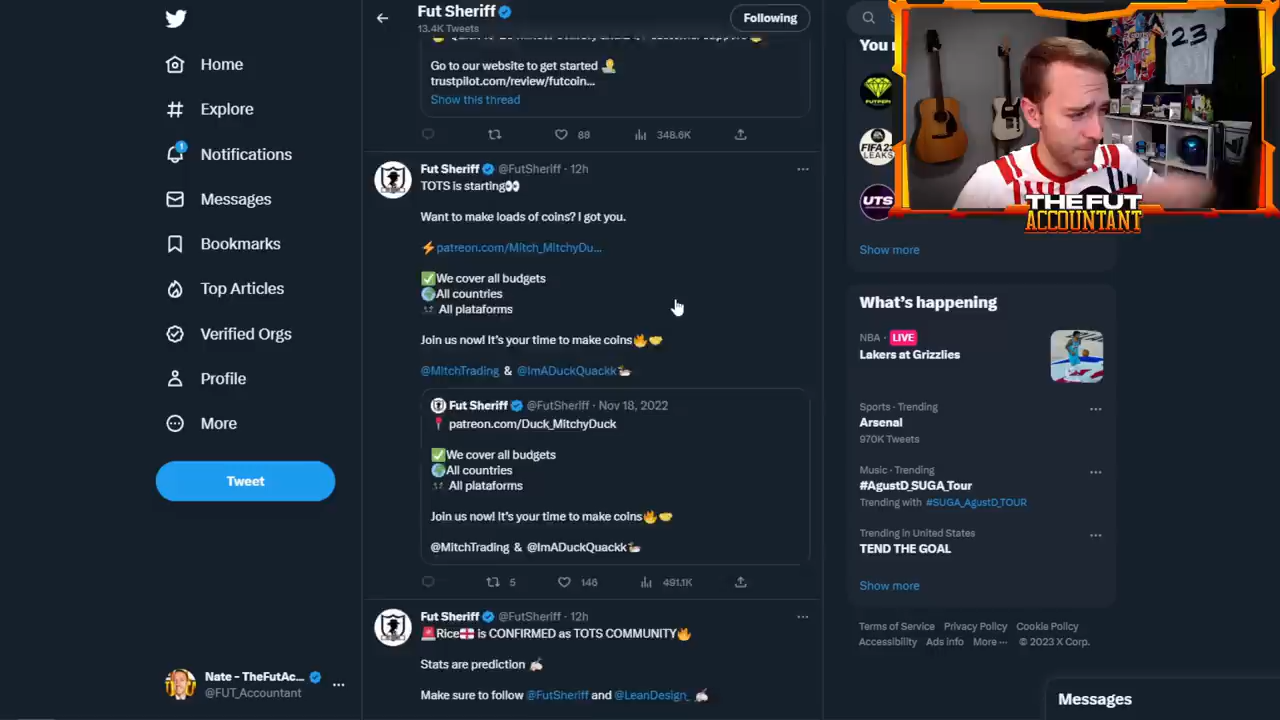 Fut Sheriff
13.4K Tweets
Following
Go to our website to get started
trustpilot.com/review/futcoin...
Show this thread
88
348.6K
Home
Explore
1
Notifications
Messages
Bookmarks
Top Articles
Verified Orgs
Profile
More
Tweet
Nate - TheFutAc...
@FUT_Accountant
Fut Sheriff @FutSheriff · 12h
TOTS is starting👀
Want to make loads of coins? I got you.
⚡patreon.com/Mitch_MitchyDu...
✅We cover all budgets
🌍All countries
🎮 All plataforms
Join us now! It's your time to make coins🔥🤝
@MitchTrading & @ImADuckQuackk🦆
Fut Sheriff @FutSheriff · Nov 18, 2022
📍 patreon.com/Duck_MitchyDuck
✅We cover all budgets
🌍All countries
🎮 All plataforms
Join us now! It's your time to make coins🔥🤝
@MitchTrading & @ImADuckQuackk🦆
5
146
491.1K
Fut Sheriff @FutSheriff · 12h
🚨Rice🏴󠁧󠁢󠁥󠁮󠁧󠁿 is CONFIRMED as TOTS COMMUNITY🔥
Stats are prediction ✍🏻
Make sure to follow @FutSheriff and @LeanDesign_ ✍🏻
FIFA 23
LEAKS
UTS
Show more
23
THE FUT
ACCOUNTANT
What's happening
NBA · LIVE
Lakers at Grizzlies
Sports · Trending
Arsenal
970K Tweets
Music · Trending
#AgustD_SUGA_Tour
Trending with #SUGA_AgustD_TOUR
Trending in United States
TEND THE GOAL
Show more
Terms of Service Privacy Policy Cookie Policy
Accessibility Ads info More ··· © 2023 X Corp.
Messages